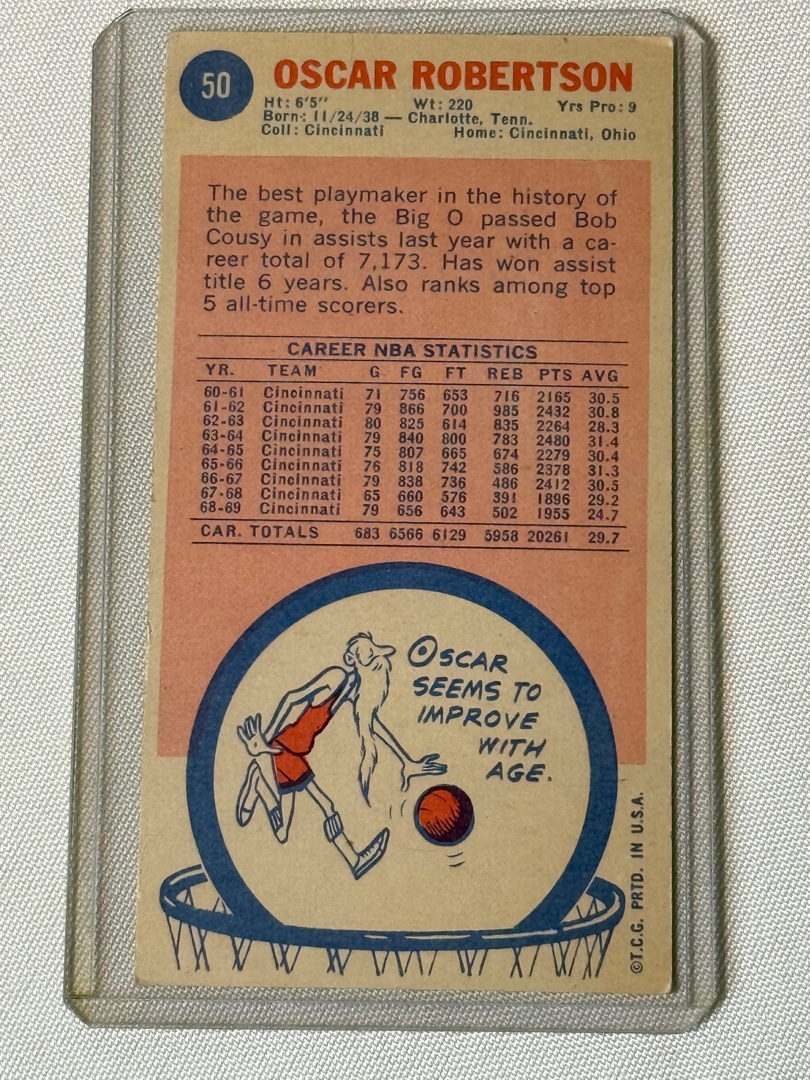 50
OSCAR ROBERTSON
Ht: 6'5" Wt: 220 Yrs Pro: 9
Born: 11/24/38 — Charlotte, Tenn.
Coll: Cincinnati Home: Cincinnati, Ohio
The best playmaker in the history of
the game, the Big O passed Bob
Cousy in assists last year with a ca-
reer total of 7,173. Has won assist
title 6 years. Also ranks among top
5 all-time scorers.
CAREER NBA STATISTICS
YR. TEAM G FG FT REB PTS AVG
60-61 Cincinnati 71 756 653 716 2165 30.5
61-62 Cincinnati 79 866 700 985 2432 30.8
62-63 Cincinnati 80 825 614 835 2264 28.3
63-64 Cincinnati 79 840 800 783 2480 31.4
64-65 Cincinnati 75 807 665 674 2279 30.4
65-66 Cincinnati 76 818 742 586 2378 31.3
66-67 Cincinnati 79 838 736 486 2412 30.5
67-68 Cincinnati 65 660 576 391 1896 29.2
68-69 Cincinnati 79 656 643 502 1955 24.7
CAR. TOTALS 683 6566 6129 5958 20261 29.7
OSCAR
SEEMS TO
IMPROVE
WITH
AGE.
©T.C.G. PRTD. IN U.S.A.